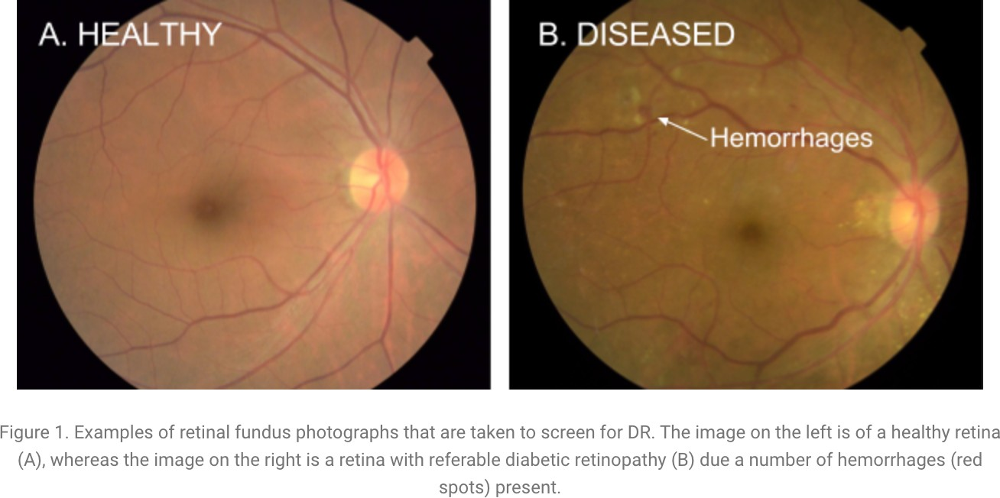 A. HEALTHY
B. DISEASED
Hemorrhages
Figure 1. Examples of retinal fundus photographs that are taken to screen for DR. The image on the left is of a healthy retina
(A), whereas the image on the right is a retina with referable diabetic retinopathy (B) due a number of hemorrhages (red
spots) present.